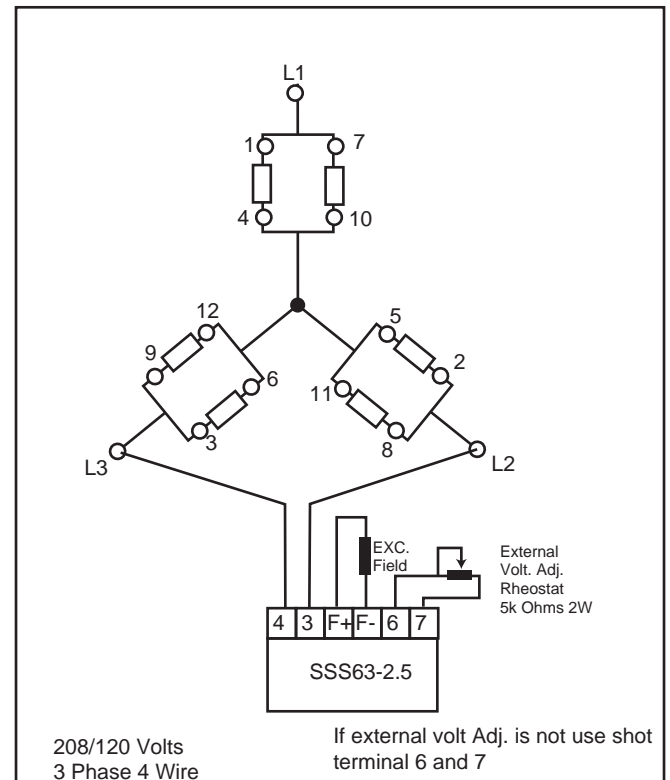 L1
1
7
4
10
12
5
9
2
6
11
3
8
L3
L2
EXC.
Field
External
Volt. Adj.
Rheostat
5k Ohms 2W
4 3 F+ F- 6 7
SSS63-2.5
208/120 Volts
3 Phase 4 Wire
If external volt Adj. is not use shot
terminal 6 and 7